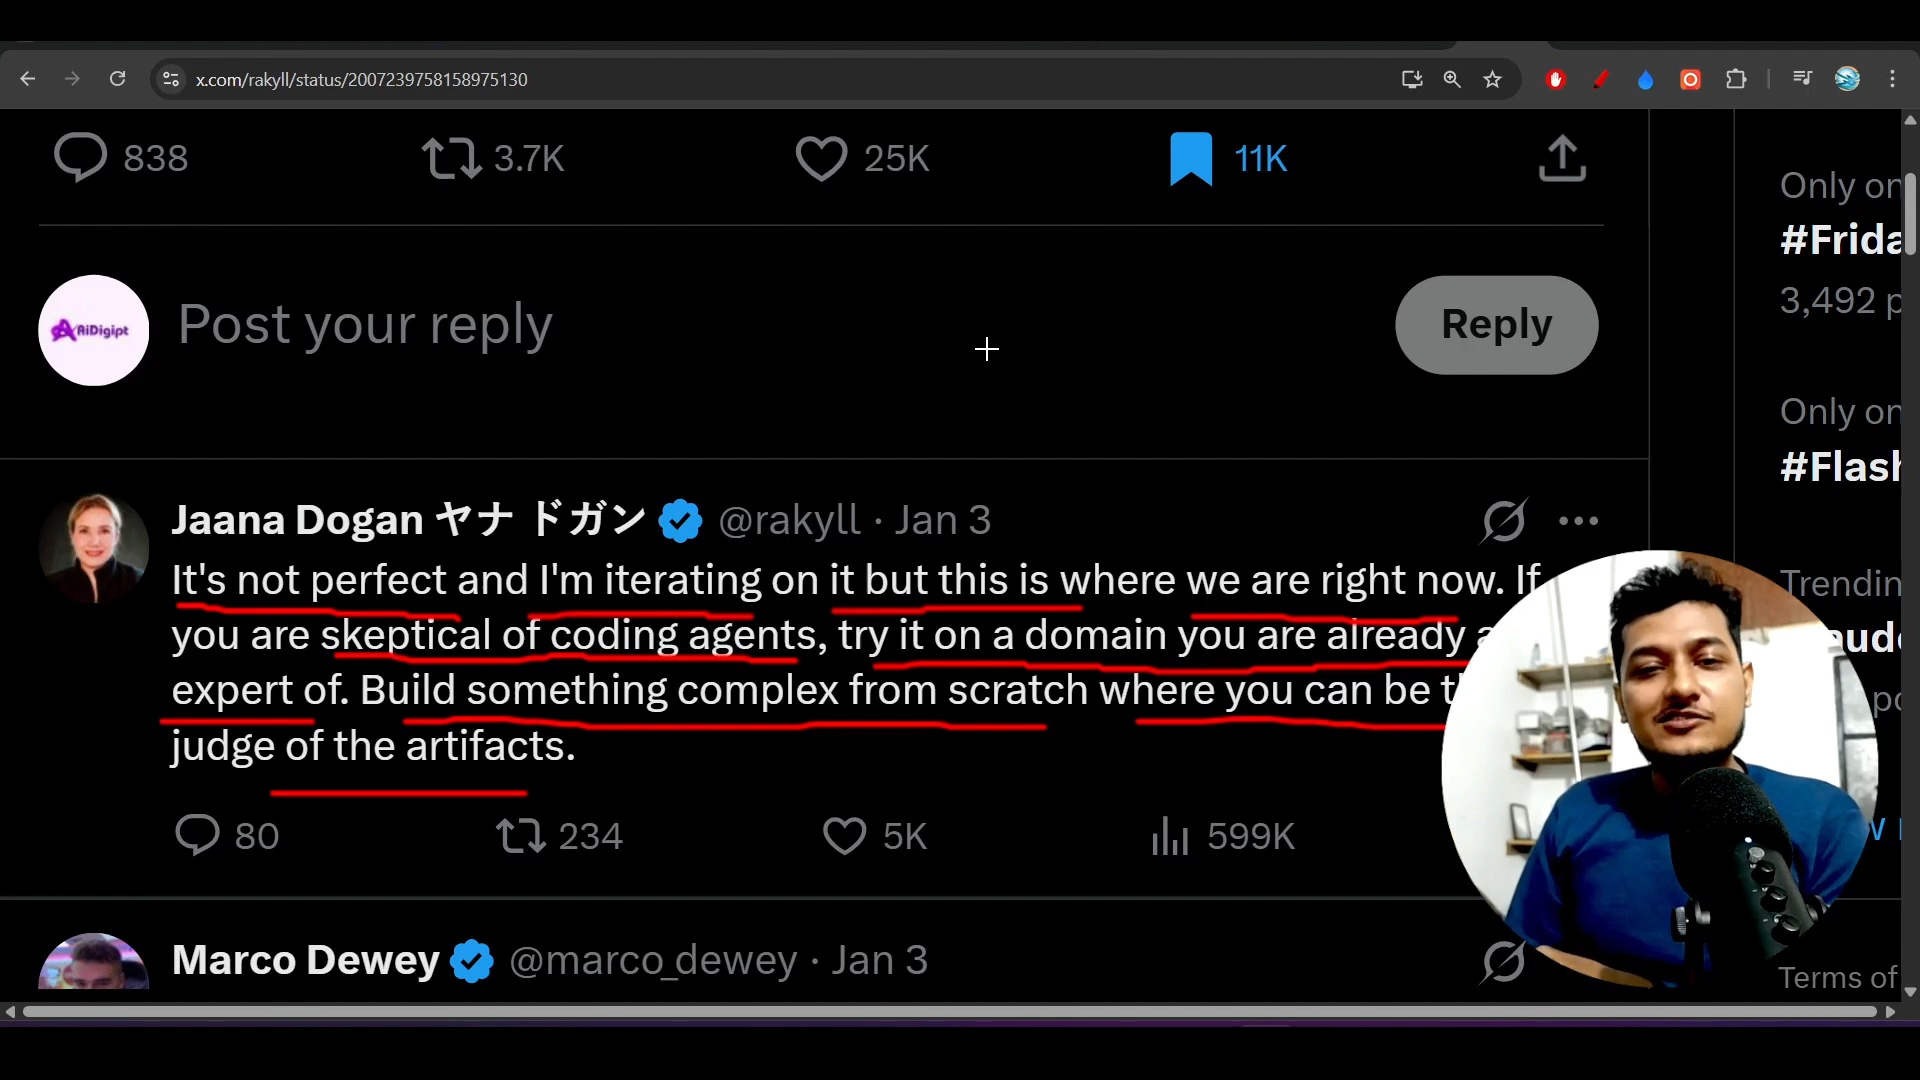 x.com/rakyll/status/2007239758158975130
838 3.7K 25K 11K
Only on
#Frida
3,492 p
ARiDigipt
Post your reply
Reply
Only on
#Flash
Jaana Dogan ヤナ ドガン @rakyll · Jan 3
It's not perfect and I'm iterating on it but this is where we are right now. If
you are skeptical of coding agents, try it on a domain you are already
expert of. Build something complex from scratch where you can be
judge of the artifacts.
Trendin
80 234 5K 599K
Marco Dewey @marco_dewey · Jan 3
Terms of